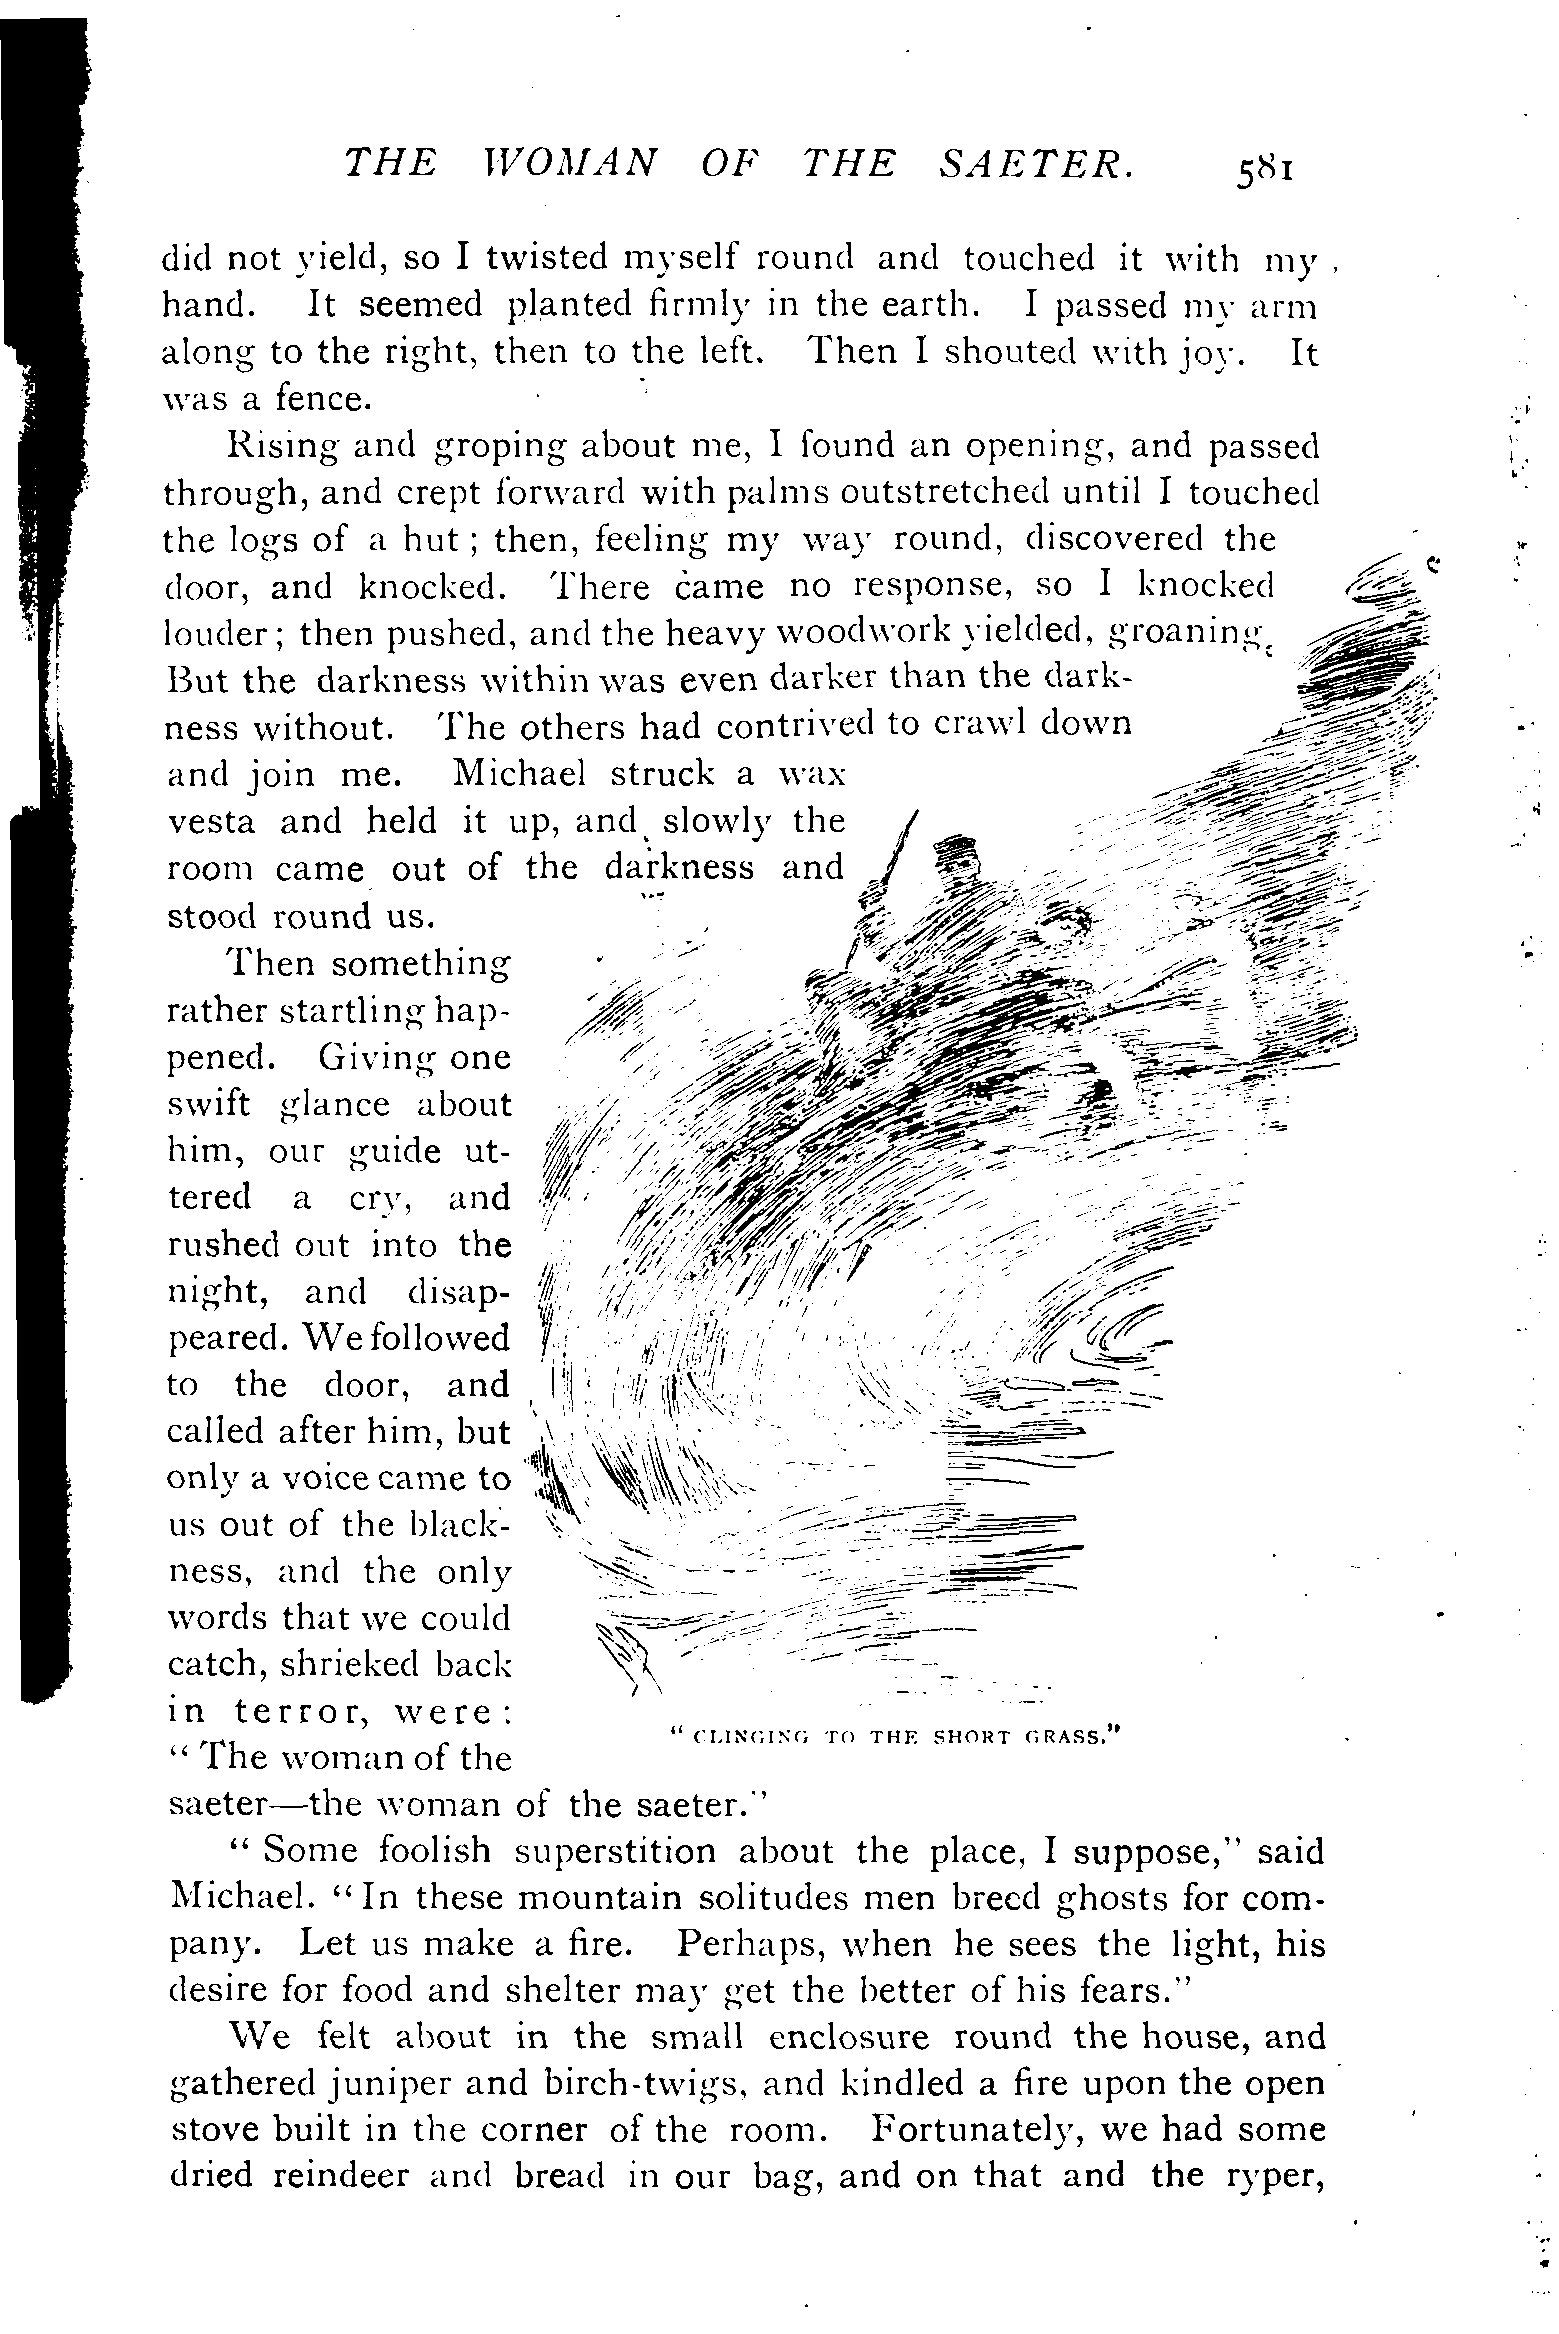 THE WOMAN OF THE SAETER. 581
did not yield, so I twisted myself round and touched it with my
hand. It seemed planted firmly in the earth. I passed my arm
along to the right, then to the left. Then I shouted with joy. It
was a fence.
Rising and groping about me, I found an opening, and passed
through, and crept forward with palms outstretched until I touched
the logs of a hut; then, feeling my way round, discovered the
door, and knocked. There came no response, so I knocked
louder; then pushed, and the heavy woodwork yielded, groaning.
But the darkness within was even darker than the dark-
ness without. The others had contrived to crawl down
and join me. Michael struck a wax
vesta and held it up, and slowly the
room came out of the darkness and
stood round us.
Then something
rather startling hap-
pened. Giving one
swift glance about
him, our guide ut-
tered a cry, and
rushed out into the
night, and disap-
peared. We followed
to the door, and
called after him, but
only a voice came to
us out of the black-
ness, and the only
words that we could
catch, shrieked back
in terror, were:
"The woman of the
saeter—the woman of the saeter."
"CLINGING TO THE SHORT GRASS."
"Some foolish superstition about the place, I suppose," said
Michael. "In these mountain solitudes men breed ghosts for com-
pany. Let us make a fire. Perhaps, when he sees the light, his
desire for food and shelter may get the better of his fears."
We felt about in the small enclosure round the house, and
gathered juniper and birch-twigs, and kindled a fire upon the open
stove built in the corner of the room. Fortunately, we had some
dried reindeer and bread in our bag, and on that and the ryper,